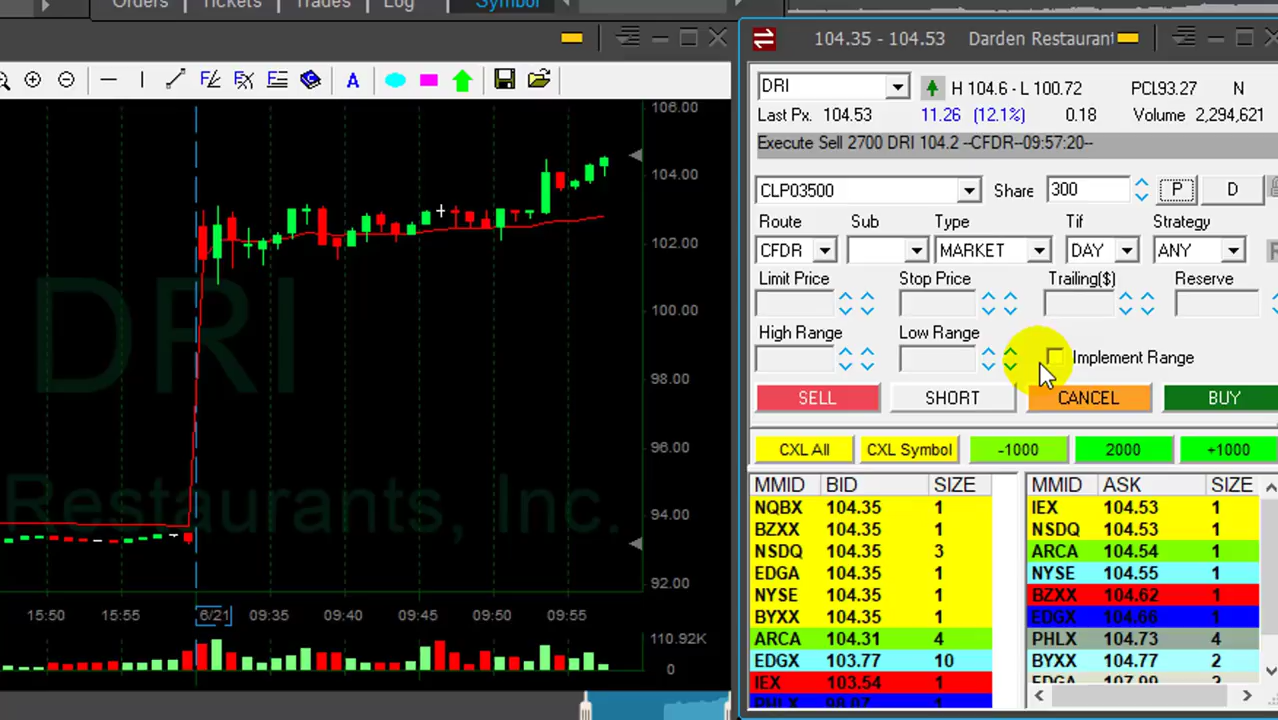 Orders Tickets Trades Log Symbol
104.35 - 104.53 Darden Restaurant
A
DRI H 104.6 - L 100.72 PCL93.27 N
Last Px. 104.53 11.26 (12.1%) 0.18 Volume 2,294,621
Execute Sell 2700 DRI 104.2 --CFDR--09:57:20--
CLP03500 Share 300 P D
Route Sub Type Tif Strategy
CFDR MARKET DAY ANY R
Limit Price Stop Price Trailing($) Reserve
High Range Low Range
Implement Range
SELL SHORT CANCEL BUY
CXL All CXL Symbol -1000 2000 +1000
MMID BID SIZE MMID ASK SIZE
NQBX 104.35 1 IEX 104.53 1
BZXX 104.35 1 NSDQ 104.53 1
NSDQ 104.35 3 ARCA 104.54 1
EDGA 104.35 1 NYSE 104.55 1
NYSE 104.35 1 BZXX 104.62 1
BYXX 104.35 1 EDGX 104.66 1
ARCA 104.31 4 PHLX 104.73 4
EDGX 103.77 10 BYXX 104.77 2
IEX 103.54 1 EDGA 107.99 2
PHLX 98.07 1
106.00
104.00
102.00
100.00
98.00
96.00
94.00
92.00
DRI
Restaurants, Inc.
15:50 15:55 6/21 09:35 09:40 09:45 09:50 09:55
110.92K
0